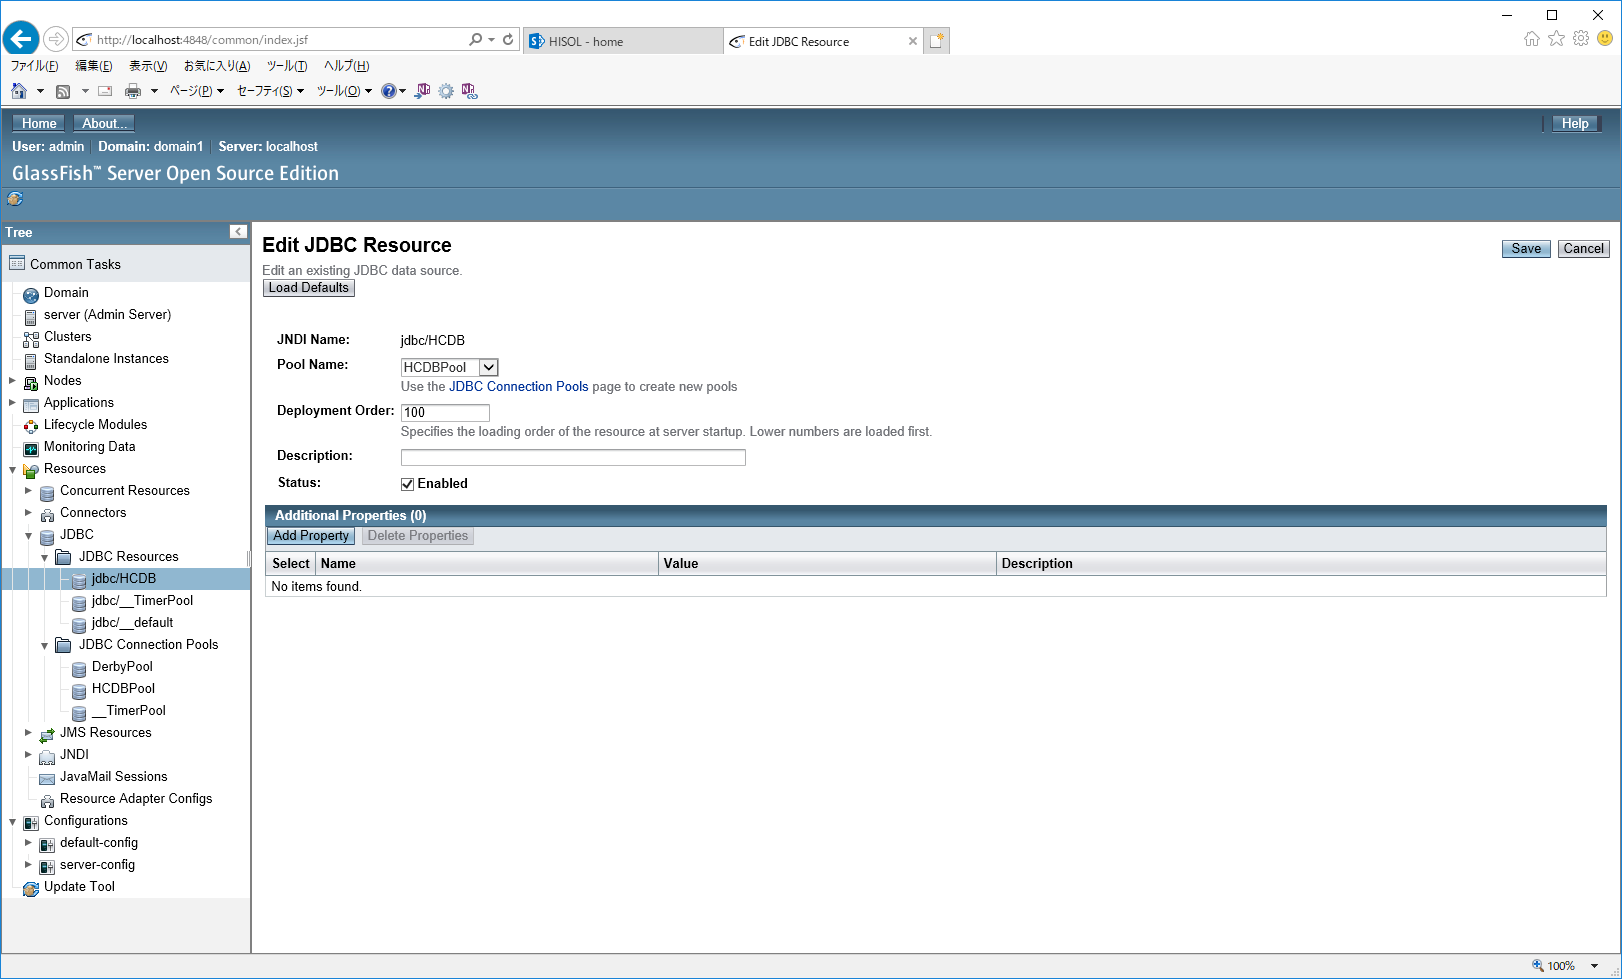 http://localhost:4848/common/index.jsf
HISOL - home
Edit JDBC Resource
ファイル(F) 編集(E) 表示(V) お気に入り(A) ツール(T) ヘルプ(H)
ページ(P) セーフティ(S) ツール(O)
Home About... Help
User: admin Domain: domain1 Server: localhost
GlassFish™ Server Open Source Edition
Tree
Common Tasks
Domain
server (Admin Server)
Clusters
Standalone Instances
Nodes
Applications
Lifecycle Modules
Monitoring Data
Resources
Concurrent Resources
Connectors
JDBC
JDBC Resources
jdbc/HCDB
jdbc/__TimerPool
jdbc/__default
JDBC Connection Pools
DerbyPool
HCDBPool
__TimerPool
JMS Resources
JNDI
JavaMail Sessions
Resource Adapter Configs
Configurations
default-config
server-config
Update Tool
Edit JDBC Resource
Save Cancel
Edit an existing JDBC data source.
Load Defaults
JNDI Name: jdbc/HCDB
Pool Name: HCDBPool
Use the JDBC Connection Pools page to create new pools
Deployment Order: 100
Specifies the loading order of the resource at server startup. Lower numbers are loaded first.
Description:
Status: Enabled
Additional Properties (0)
Add Property Delete Properties
Select Name Value Description
No items found.
100%